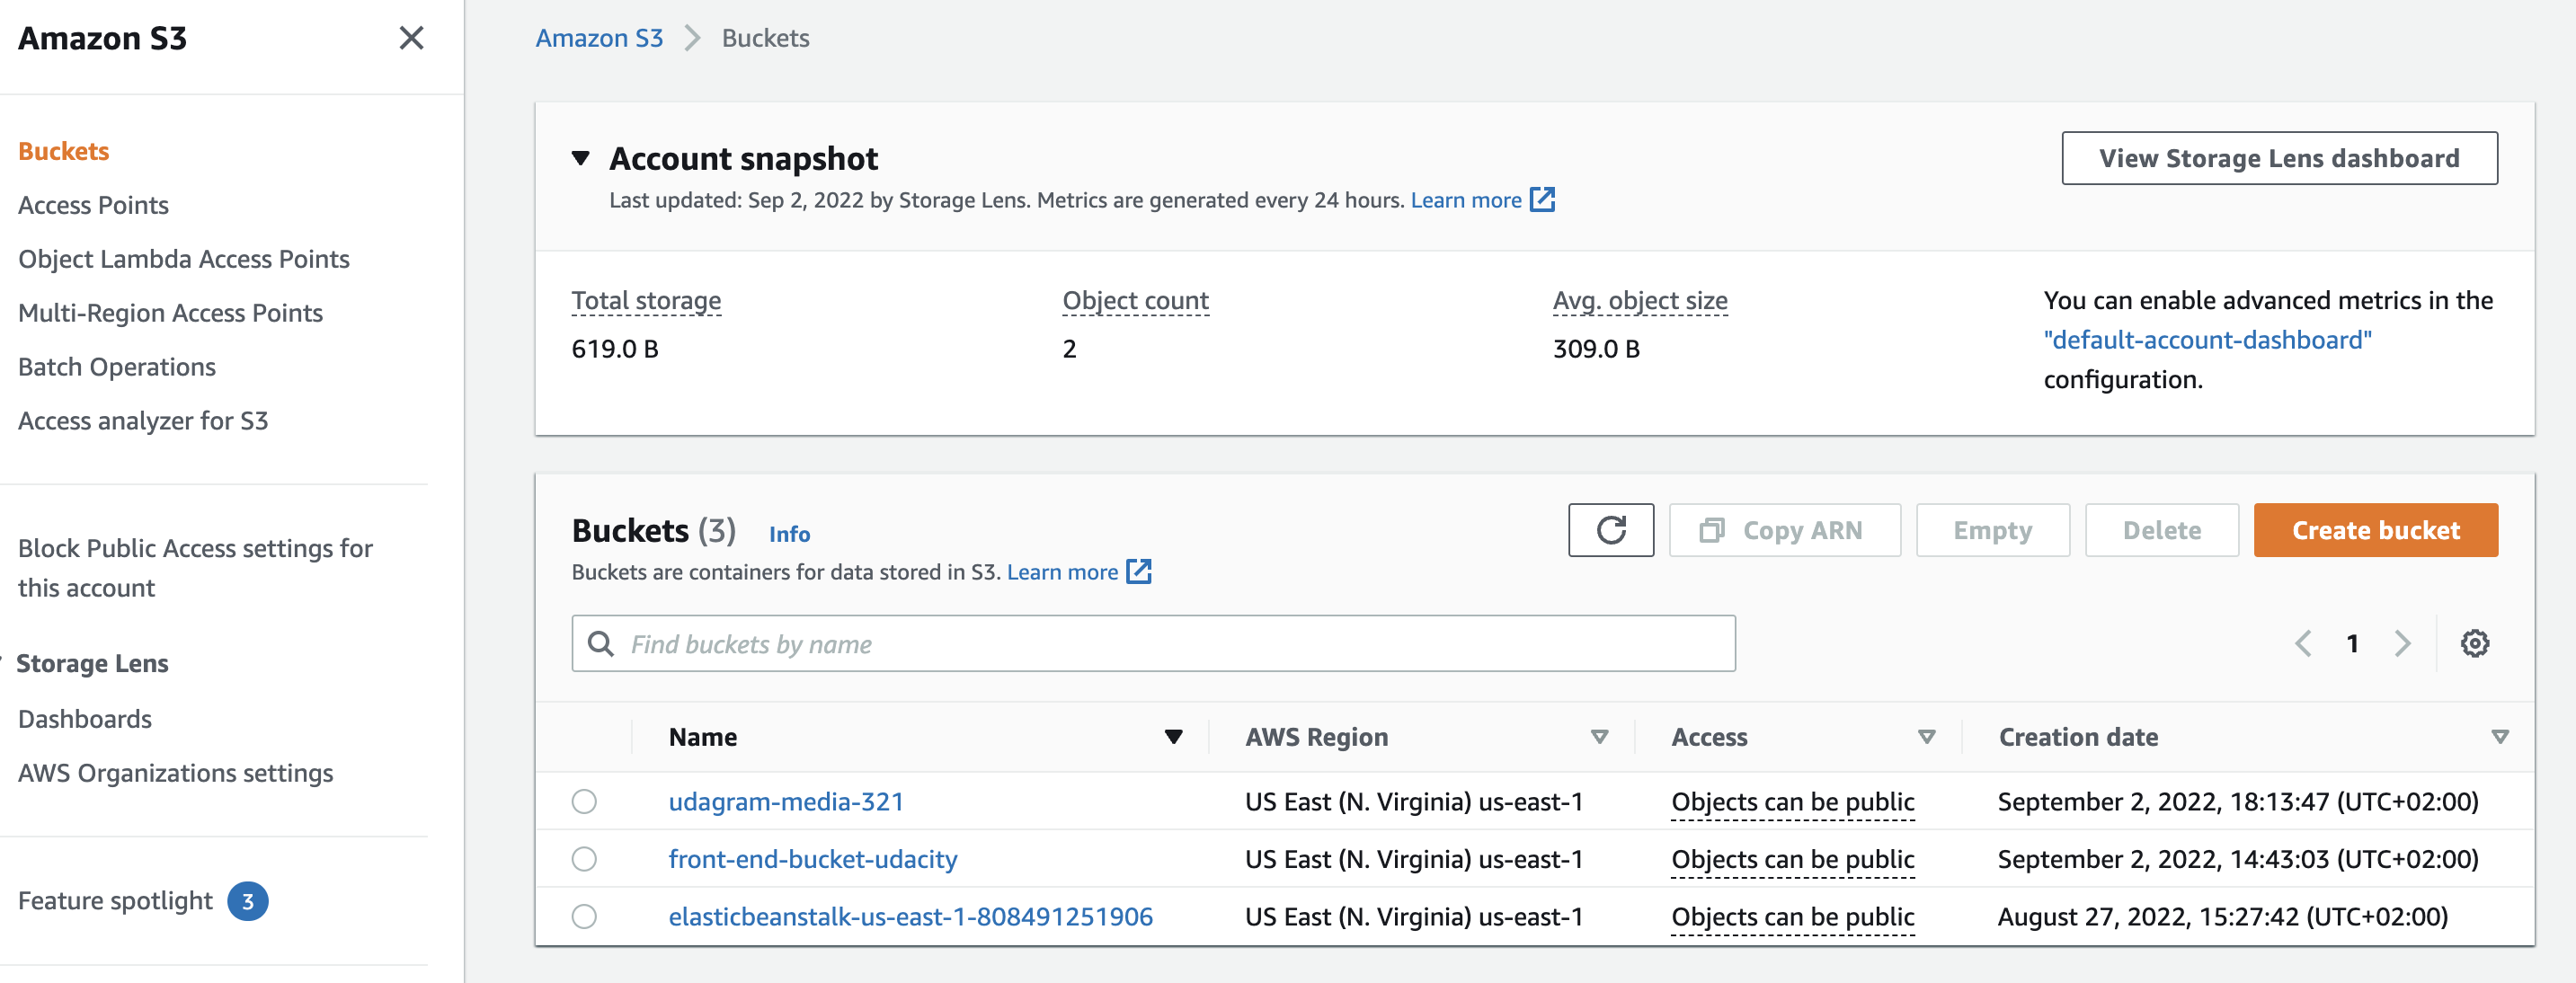 Amazon S3
Buckets
Access Points
Object Lambda Access Points
Multi-Region Access Points
Batch Operations
Access analyzer for S3
Block Public Access settings for
this account
Storage Lens
Dashboards
AWS Organizations settings
Feature spotlight 3
Amazon S3 Buckets
Account snapshot
View Storage Lens dashboard
Last updated: Sep 2, 2022 by Storage Lens. Metrics are generated every 24 hours. Learn more
Total storage
619.0 B
Object count
2
Avg. object size
309.0 B
You can enable advanced metrics in the
"default-account-dashboard"
configuration.
Buckets (3) Info
Copy ARN Empty Delete Create bucket
Buckets are containers for data stored in S3. Learn more
Find buckets by name
1
Name AWS Region Access Creation date
udagram-media-321 US East (N. Virginia) us-east-1 Objects can be public September 2, 2022, 18:13:47 (UTC+02:00)
front-end-bucket-udacity US East (N. Virginia) us-east-1 Objects can be public September 2, 2022, 14:43:03 (UTC+02:00)
elasticbeanstalk-us-east-1-808491251906 US East (N. Virginia) us-east-1 Objects can be public August 27, 2022, 15:27:42 (UTC+02:00)